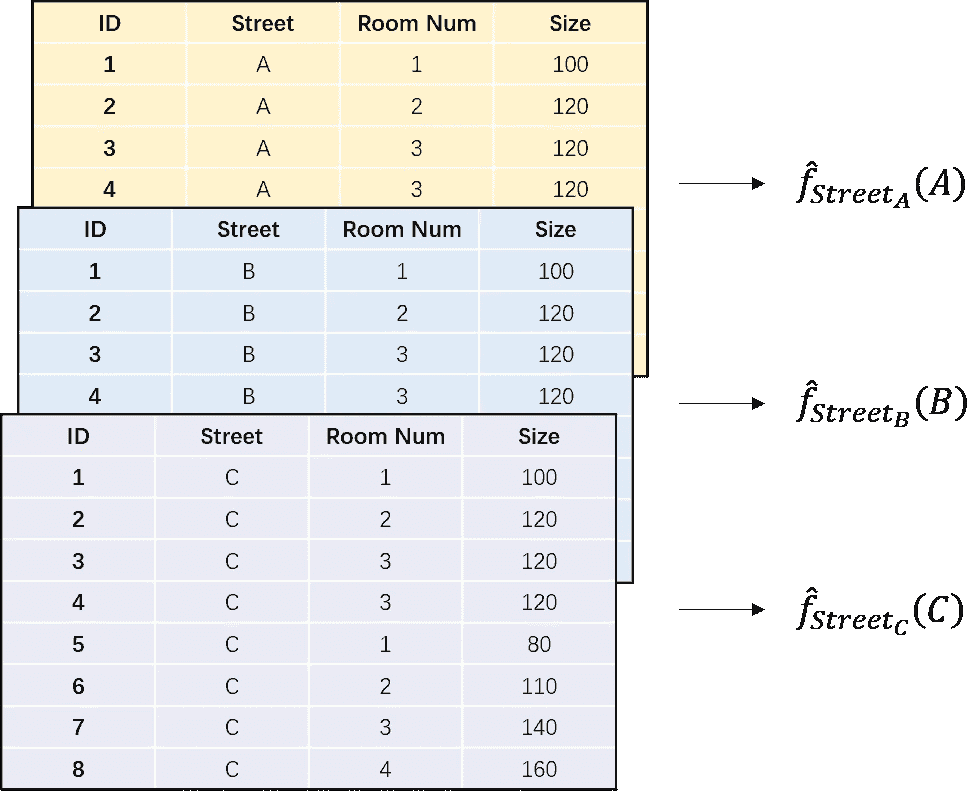 ID Street Room Num Size
1 A 1 100
2 A 2 120
3 A 3 120
4 A 3 120
f̂_{Street_A}(A)
ID Street Room Num Size
1 B 1 100
2 B 2 120
3 B 3 120
4 B 3 120
f̂_{Street_B}(B)
ID Street Room Num Size
1 C 1 100
2 C 2 120
3 C 3 120
4 C 3 120
5 C 1 80
6 C 2 110
7 C 3 140
8 C 4 160
f̂_{Street_C}(C)